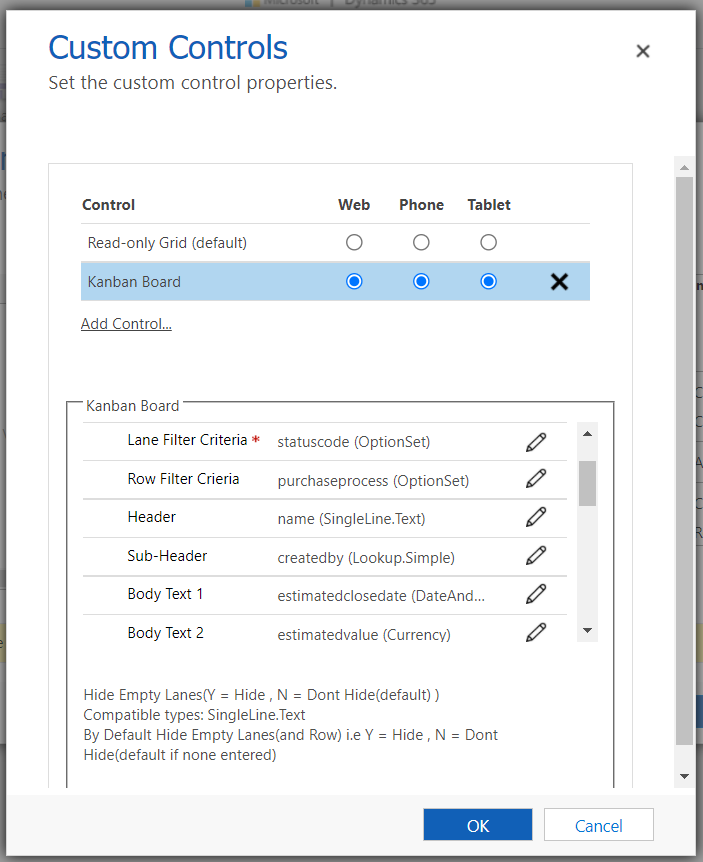 Microsoft | Dynamics 365
Custom Controls
Set the custom control properties.
Control Web Phone Tablet
Read-only Grid (default)
Kanban Board
Add Control...
Kanban Board
Lane Filter Criteria * statuscode (OptionSet)
Row Filter Crieria purchaseprocess (OptionSet)
Header name (SingleLine.Text)
Sub-Header createdby (Lookup.Simple)
Body Text 1 estimatedclosedate (DateAnd...
Body Text 2 estimatedvalue (Currency)
Hide Empty Lanes(Y = Hide , N = Dont Hide(default) )
Compatible types: SingleLine.Text
By Default Hide Empty Lanes(and Row) i.e Y = Hide , N = Dont
Hide(default if none entered)
OK Cancel